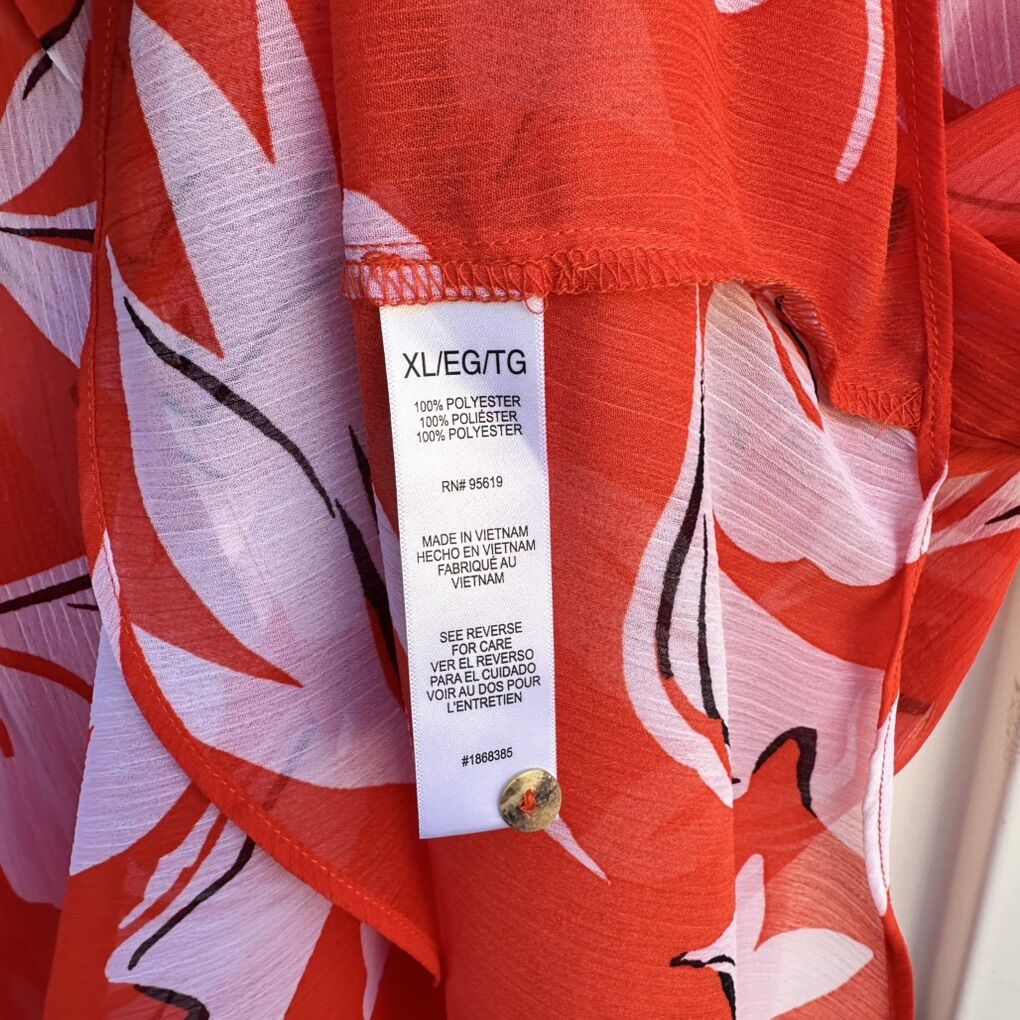 XL/EG/TG
100% POLYESTER
100% POLIÉSTER
100% POLYESTER
RN# 95619
MADE IN VIETNAM
HECHO EN VIETNAM
FABRIQUÉ AU
VIETNAM
SEE REVERSE
FOR CARE
VER EL REVERSO
PARA EL CUIDADO
VOIR AU DOS POUR
L'ENTRETIEN
#1868385